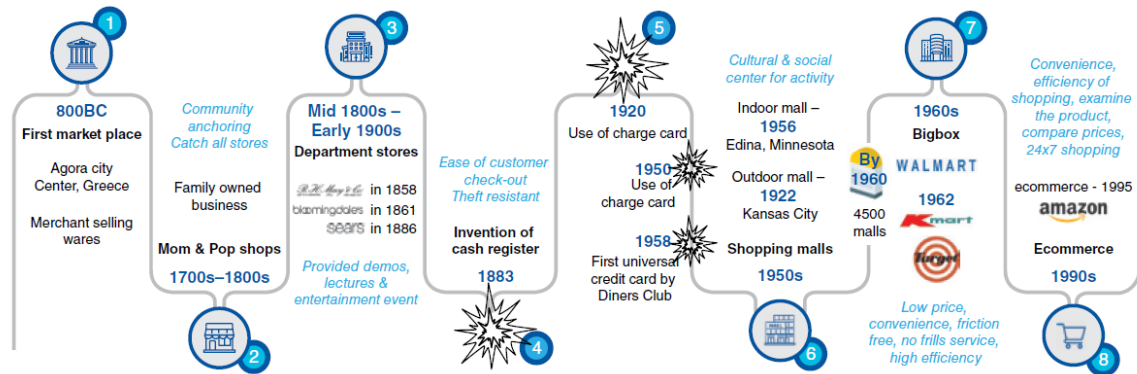 1
800BC
First market place
Agora city
Center, Greece
Merchant selling
wares
Community
anchoring
Catch all stores
Family owned
business
Mom & Pop shops
1700s–1800s
2
3
Mid 1800s –
Early 1900s
Department stores
R.H. Macy & Co. in 1858
bloomingdales in 1861
sears in 1886
Provided demos,
lectures &
entertainment event
Ease of customer
check-out
Theft resistant
Invention of
cash register
1883
4
5
1920
Use of charge card
1950
Use of
charge card
1958
First universal
credit card by
Diners Club
Cultural & social
center for activity
Indoor mall –
1956
Edina, Minnesota
Outdoor mall –
1922
Kansas City
Shopping malls
1950s
6
By
1960
4500
malls
7
1960s
Bigbox
WALMART
1962
Kmart
Target
Low price,
convenience, friction
free, no frills service,
high efficiency
Convenience,
efficiency of
shopping, examine
the product,
compare prices,
24x7 shopping
ecommerce - 1995
amazon
Ecommerce
1990s
8